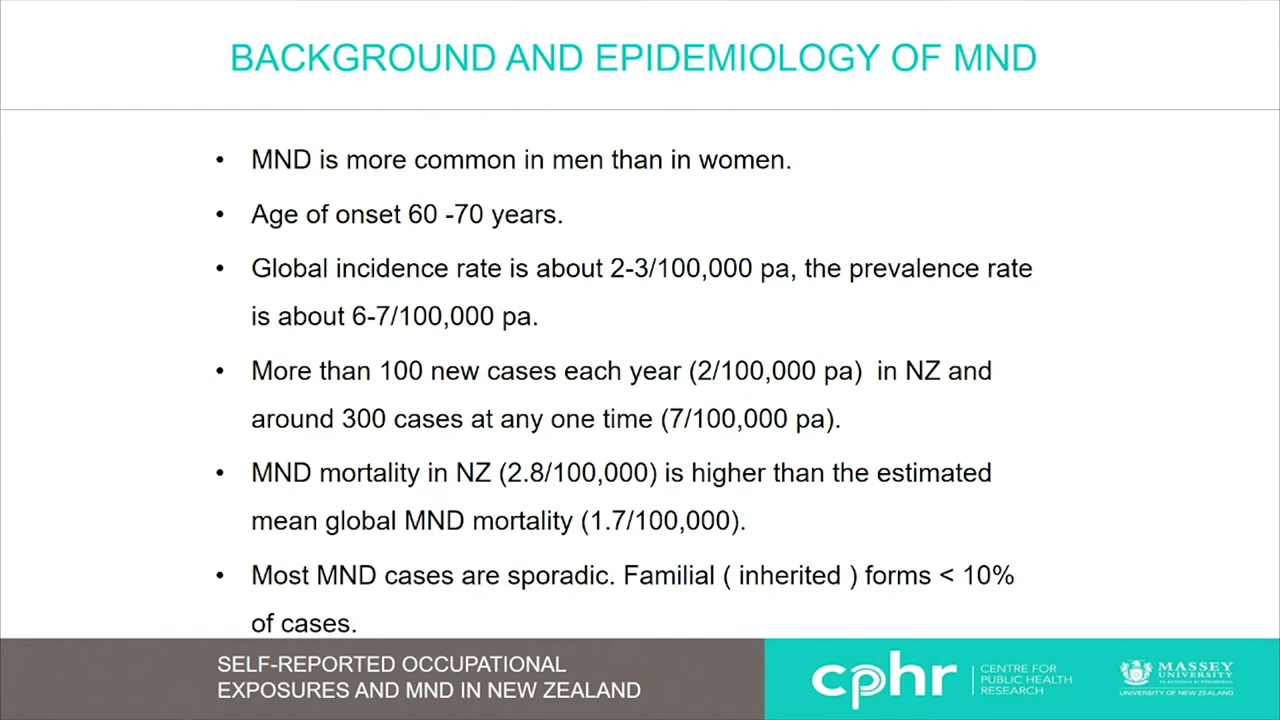 BACKGROUND AND EPIDEMIOLOGY OF MND
• MND is more common in men than in women.
• Age of onset 60 -70 years.
• Global incidence rate is about 2-3/100,000 pa, the prevalence rate
is about 6-7/100,000 pa.
• More than 100 new cases each year (2/100,000 pa)  in NZ and
around 300 cases at any one time (7/100,000 pa).
• MND mortality in NZ (2.8/100,000) is higher than the estimated
mean global MND mortality (1.7/100,000).
• Most MND cases are sporadic. Familial ( inherited ) forms < 10%
of cases.
SELF-REPORTED OCCUPATIONAL
EXPOSURES AND MND IN NEW ZEALAND
cphr
CENTRE FOR
PUBLIC HEALTH
RESEARCH
MASSEY
UNIVERSITY
UNIVERSITY OF NEW ZEALAND